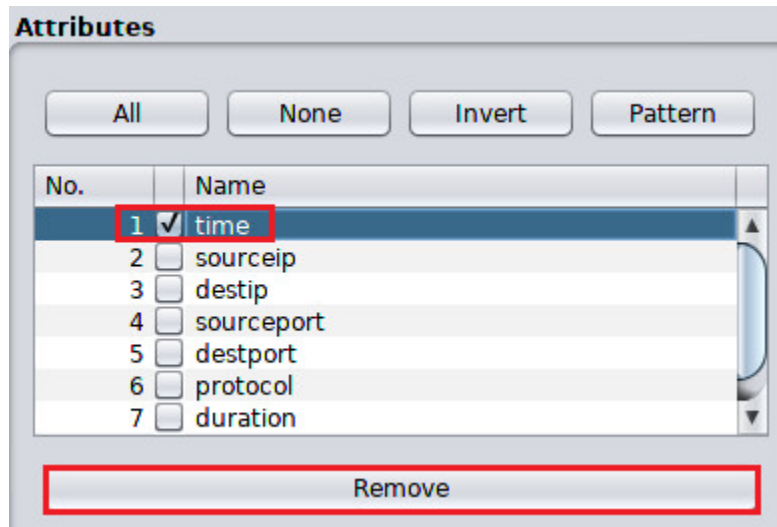 Attributes
All None Invert Pattern
No. Name
1 time
2 sourceip
3 destip
4 sourceport
5 destport
6 protocol
7 duration
Remove